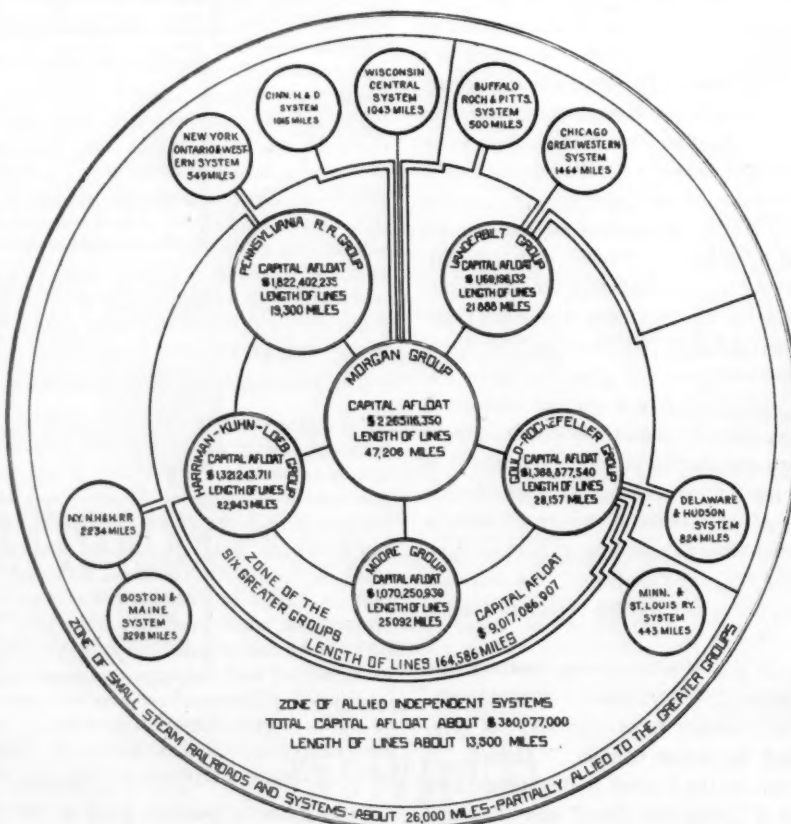 WISCONSIN
CENTRAL
SYSTEM
1043 MILES
CINN. H. & D
SYSTEM
1015 MILES
BUFFALO
ROCH & PITTS.
SYSTEM
500 MILES
NEW YORK
ONTARIO & WEST-
ERN SYSTEM
549 MILES
CHICAGO
GREAT WESTERN
SYSTEM
1464 MILES
PENNSYLVANIA R.R. GROUP
CAPITAL AFLOAT
$1,822,402,235
LENGTH OF LINES
19,300 MILES
VANDERBILT GROUP
CAPITAL AFLOAT
$1,169,196,132
LENGTH OF LINES
21888 MILES
MORGAN GROUP
CAPITAL AFLOAT
$2,265,116,350
LENGTH OF LINES
47,206 MILES
HARRIMAN-KUHN-LOEB GROUP
CAPITAL AFLOAT
$1,321,243,711
LENGTH OF LINES
22,943 MILES
GOULD-ROCKEFELLER GROUP
CAPITAL AFLOAT
$1,368,877,540
LENGTH OF LINES
28,157 MILES
N.Y. N.H & H. RR
2234 MILES
BOSTON &
MAINE
SYSTEM
3298 MILES
DELAWARE
& HUDSON
SYSTEM
824 MILES
MOORE GROUP
CAPITAL AFLOAT
$1,070,250,939
LENGTH OF LINES
25092 MILES
MINN. &
ST. LOUIS RY.
SYSTEM
443 MILES
ZONE OF THE
SIX GREATER GROUPS
CAPITAL AFLOAT
$9,017,086,907
LENGTH OF LINES 164,586 MILES
ZONE OF ALLIED INDEPENDENT SYSTEMS
TOTAL CAPITAL AFLOAT ABOUT $380,077,000
LENGTH OF LINES ABOUT 13,500 MILES
ZONE OF SMALL STEAM RAILROADS AND SYSTEMS-ABOUT 26,000 MILES-PARTIALLY ALLIED TO THE GREATER GROUPS